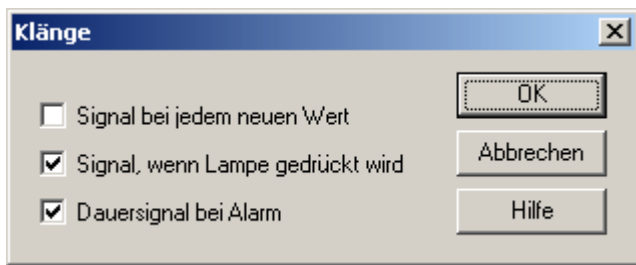 Klänge
Signal bei jedem neuen Wert
Signal, wenn Lampe gedrückt wird
Dauersignal bei Alarm
OK
Abbrechen
Hilfe